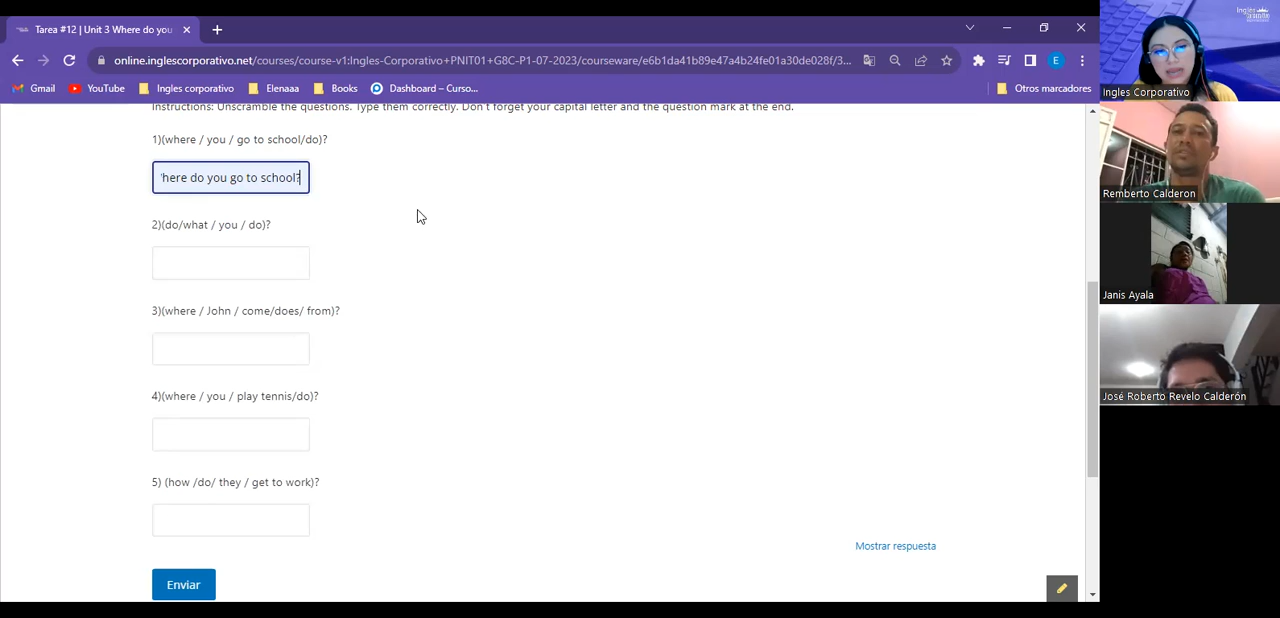 Tarea #12 | Unit 3 Where do you
online.inglescorporativo.net/courses/course-v1:Ingles-Corporativo+PNIT01+G8C-P1-07-2023/courseware/e6b1da41b89e47a4b24fe01a30de028f/3...
E
Gmail YouTube Ingles corporativo Elenaaa Books Dashboard – Curso... Otros marcadores
Instructions: Unscramble the questions. Type them correctly. Don't forget your capital letter and the question mark at the end.
1)(where / you / go to school/do)?
here do you go to school?
2)(do/what / you / do)?
3)(where / John / come/does/ from)?
4)(where / you / play tennis/do)?
5) (how /do/ they / get to work)?
Mostrar respuesta
Enviar
Ingles Corporativo
Remberto Calderon
Janis Ayala
José Roberto Revelo Calderón